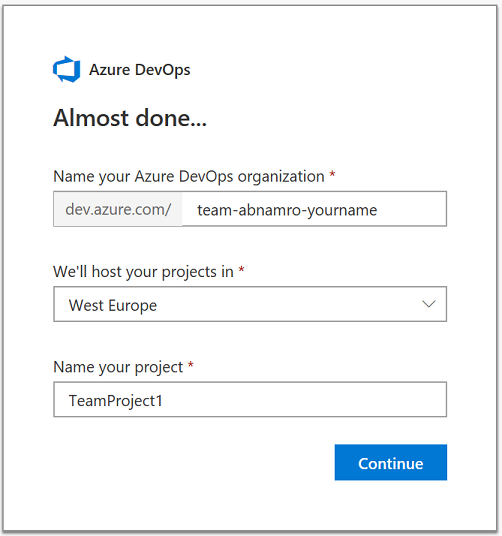 Azure DevOps
Almost done...
Name your Azure DevOps organization *
dev.azure.com/ team-abnamro-yourname
We'll host your projects in *
West Europe
Name your project *
TeamProject1
Continue